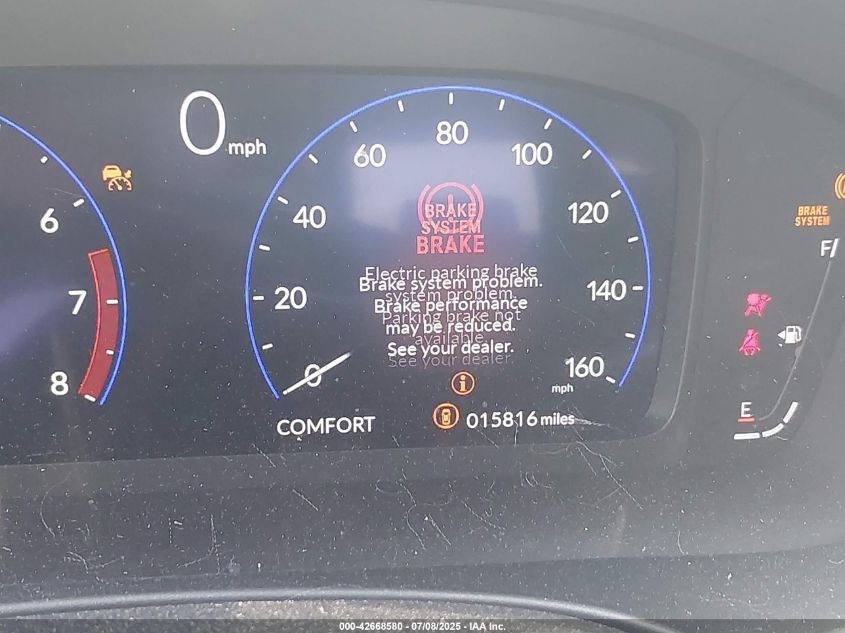 0 mph
80
60
100
6
40
120
BRAKE
SYSTEM
BRAKE
BRAKE
SYSTEM
F
Electric parking brake
Brake system problem.
system problem.
7
20
140
Brake performance
Parking brake not
may be reduced.
available
See your dealer.
See your dealer.
8
0
160
mph
E
COMFORT
015816 miles
000-42668580 - 07/08/2025 - IAA Inc.